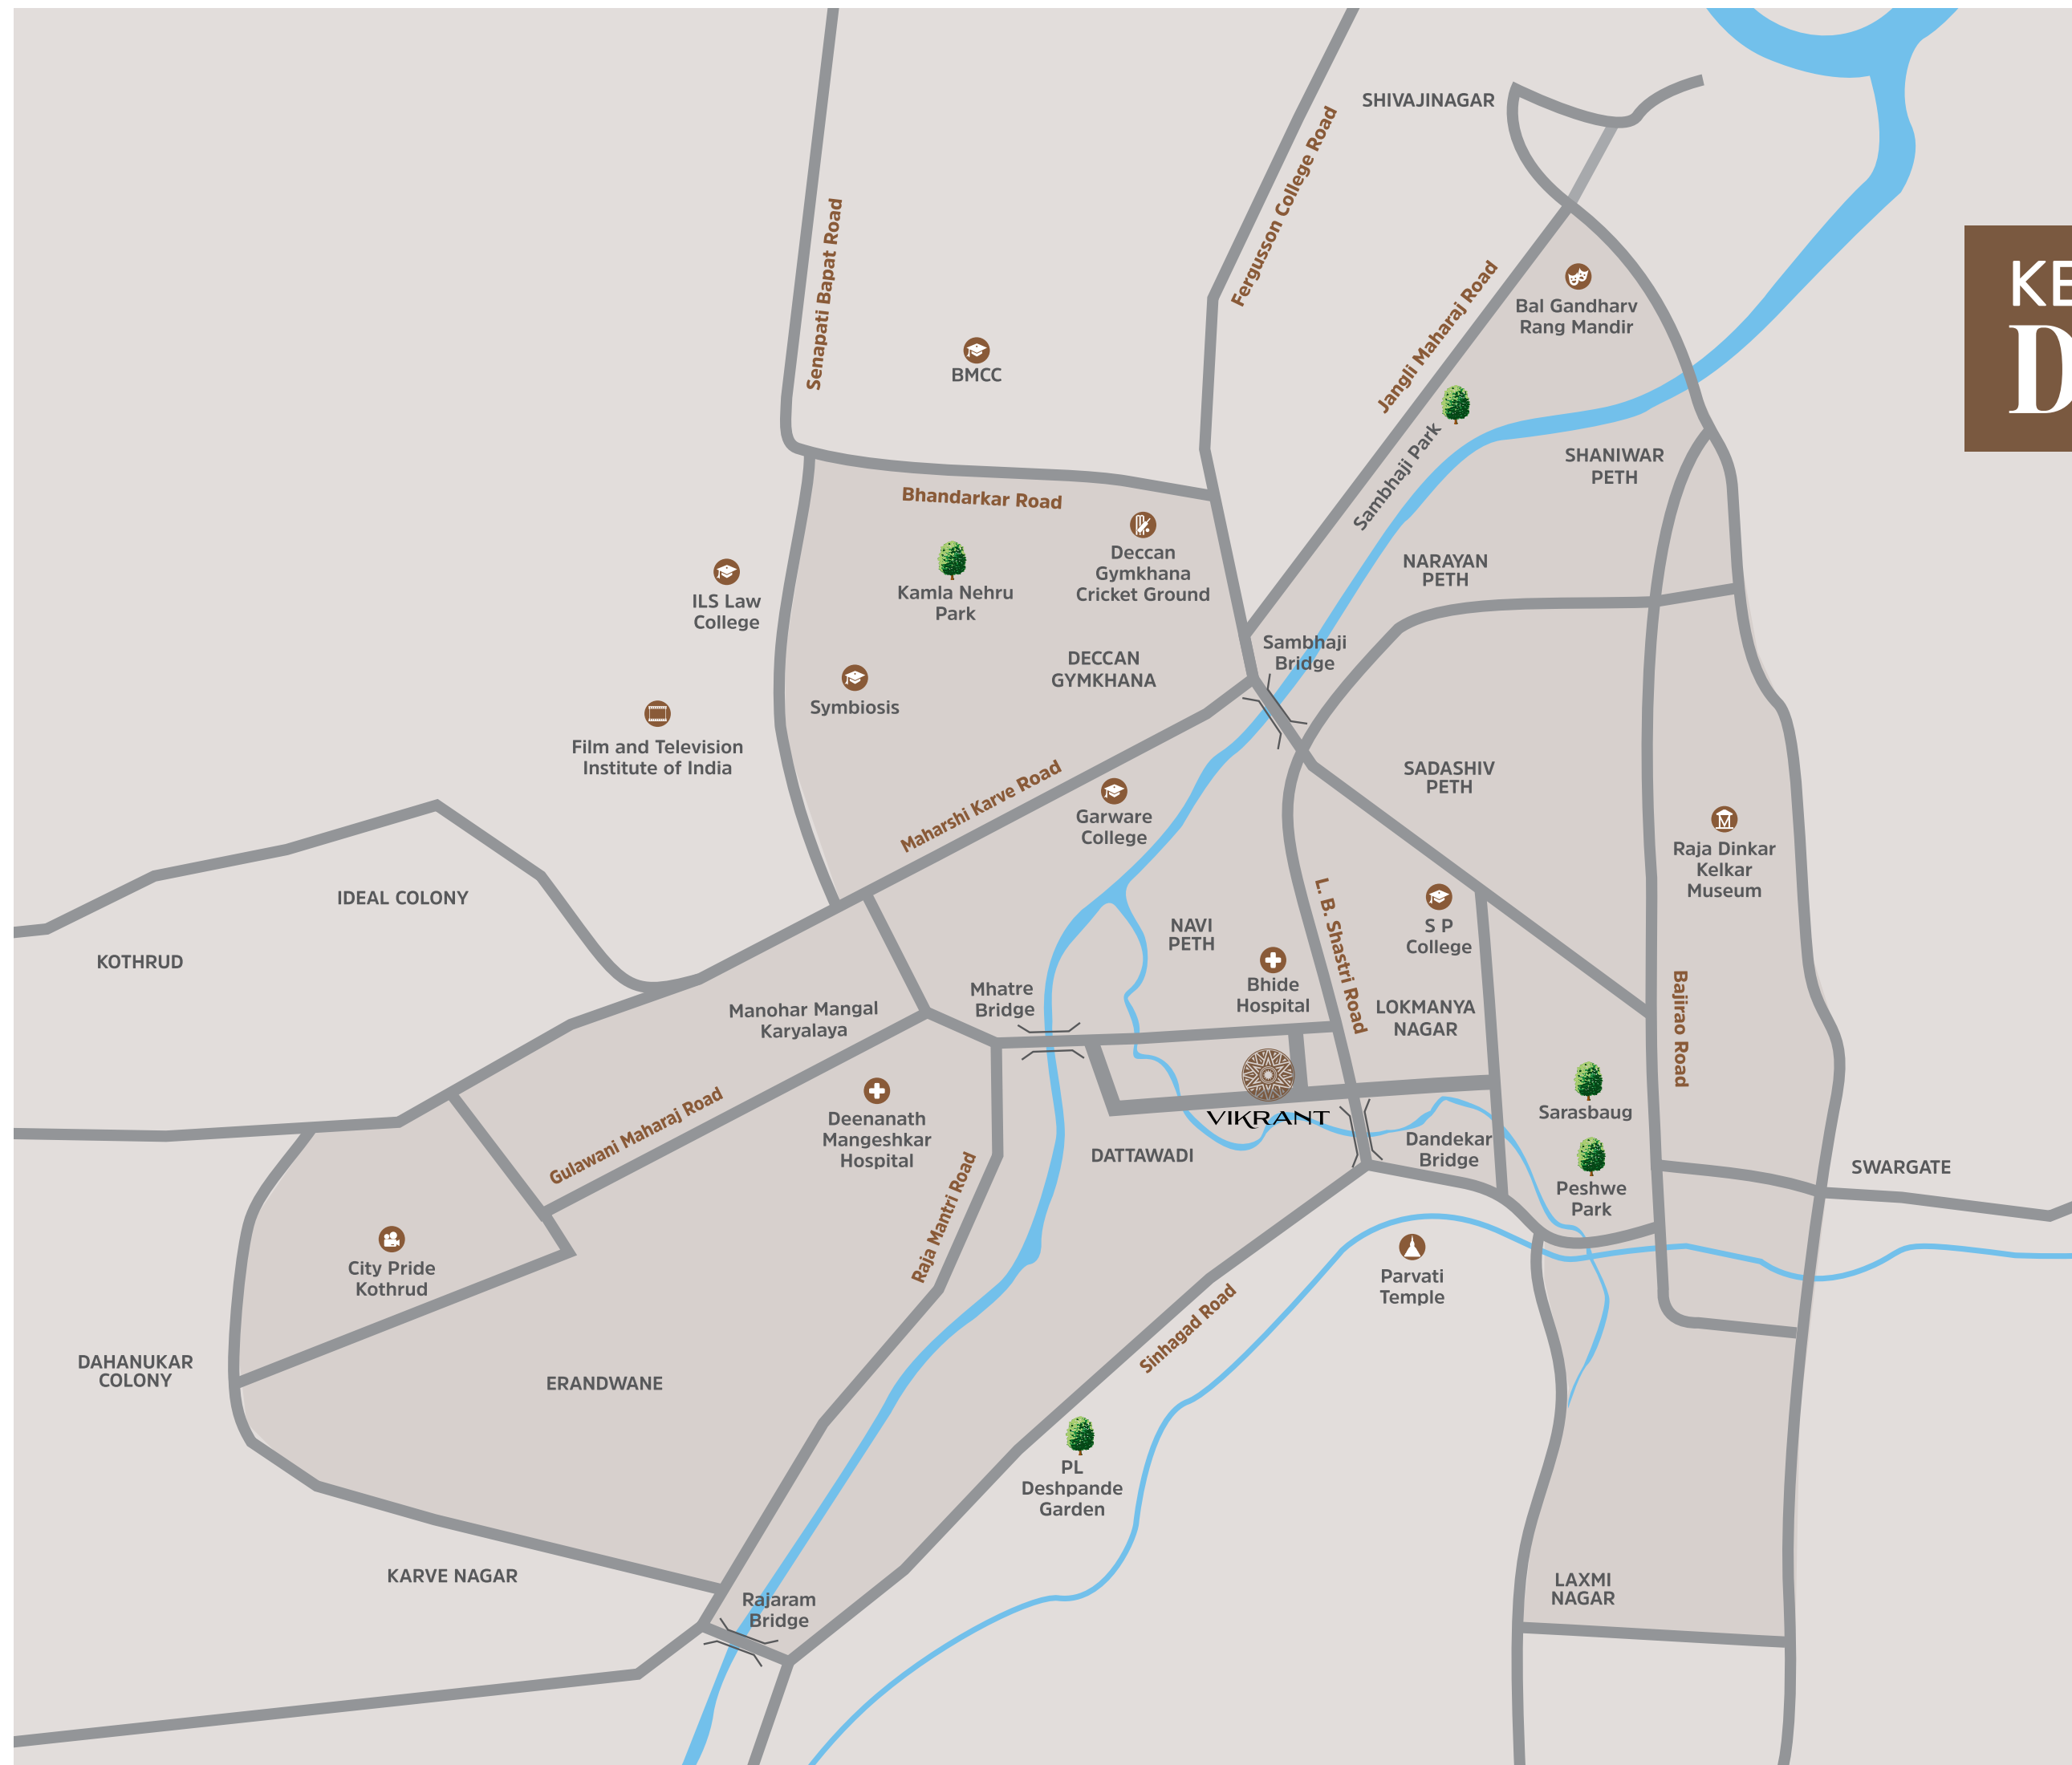 SHIVAJINAGAR
Senapati Bapat Road
Fergusson College Road
Jangli Maharaj Road
Bal Gandharv
Rang Mandir
KE
D
BMCC
Sambhaji Park
SHANIWAR
PETH
Bhandarkar Road
Deccan
Gymkhana
Cricket Ground
Kamla Nehru
Park
NARAYAN
PETH
ILS Law
College
Sambhaji
Bridge
DECCAN
GYMKHANA
Symbiosis
Film and Television
Institute of India
SADASHIV
PETH
Maharshi Karve Road
Garware
College
Raja Dinkar
Kelkar
Museum
IDEAL COLONY
KOTHRUD
NAVI
PETH
L. B. Shastri Road
S P
College
Bhide
Hospital
Mhatre
Bridge
Manohar Mangal
Karyalaya
LOKMANYA
NAGAR
Bajirao Road
Gulawani Maharaj Road
Deenanath
Mangeshkar
Hospital
VIKRANT
Sarasbaug
DATTAWADI
Dandekar
Bridge
Peshwe
Park
SWARGATE
Raja Mantri Road
City Pride
Kothrud
Parvati
Temple
Sinhagad Road
DAHANUKAR
COLONY
ERANDWANE
PL
Deshpande
Garden
KARVE NAGAR
Rajaram
Bridge
LAXMI
NAGAR